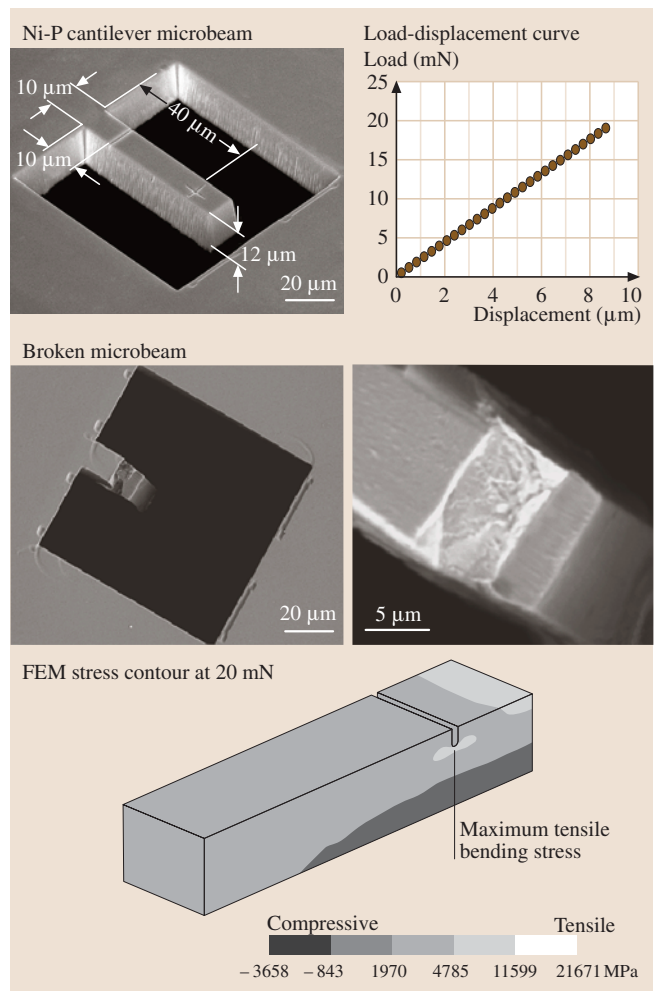 Ni-P cantilever microbeam
10 µm
40 µm
10 µm
12 µm
20 µm
Load-displacement curve
Load (mN)
25
20
15
10
5
0
0 2 4 6 8 10
Displacement (µm)
Broken microbeam
20 µm
5 µm
FEM stress contour at 20 mN
Maximum tensile
bending stress
Compressive Tensile
– 3658 – 843 1970 4785 11599 21671 MPa